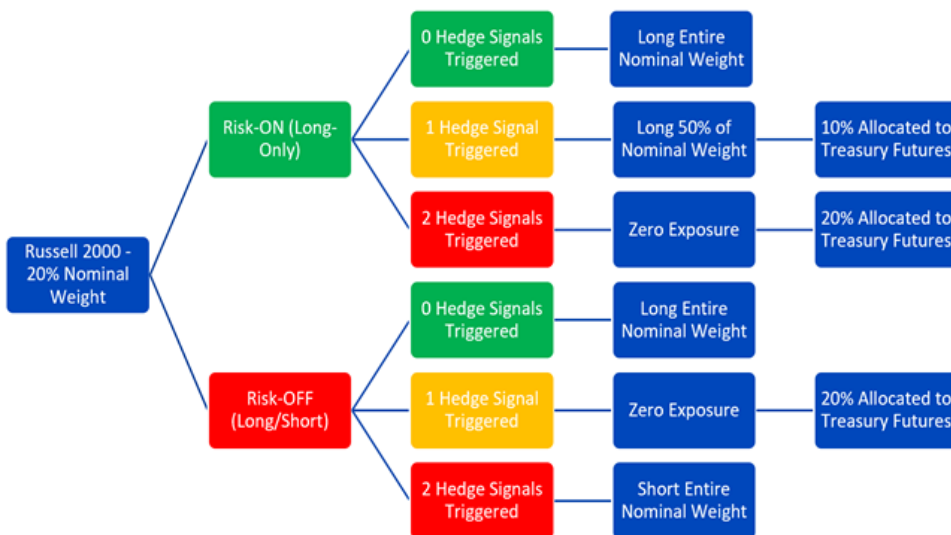 Russell 2000 -
20% Nominal
Weight
Risk-ON (Long-
Only)
0 Hedge Signals
Triggered
Long Entire
Nominal Weight
1 Hedge Signal
Triggered
Long 50% of
Nominal Weight
10% Allocated to
Treasury Futures
2 Hedge Signals
Triggered
Zero Exposure
20% Allocated to
Treasury Futures
Risk-OFF
(Long/Short)
0 Hedge Signals
Triggered
Long Entire
Nominal Weight
1 Hedge Signal
Triggered
Zero Exposure
20% Allocated to
Treasury Futures
2 Hedge Signals
Triggered
Short Entire
Nominal Weight